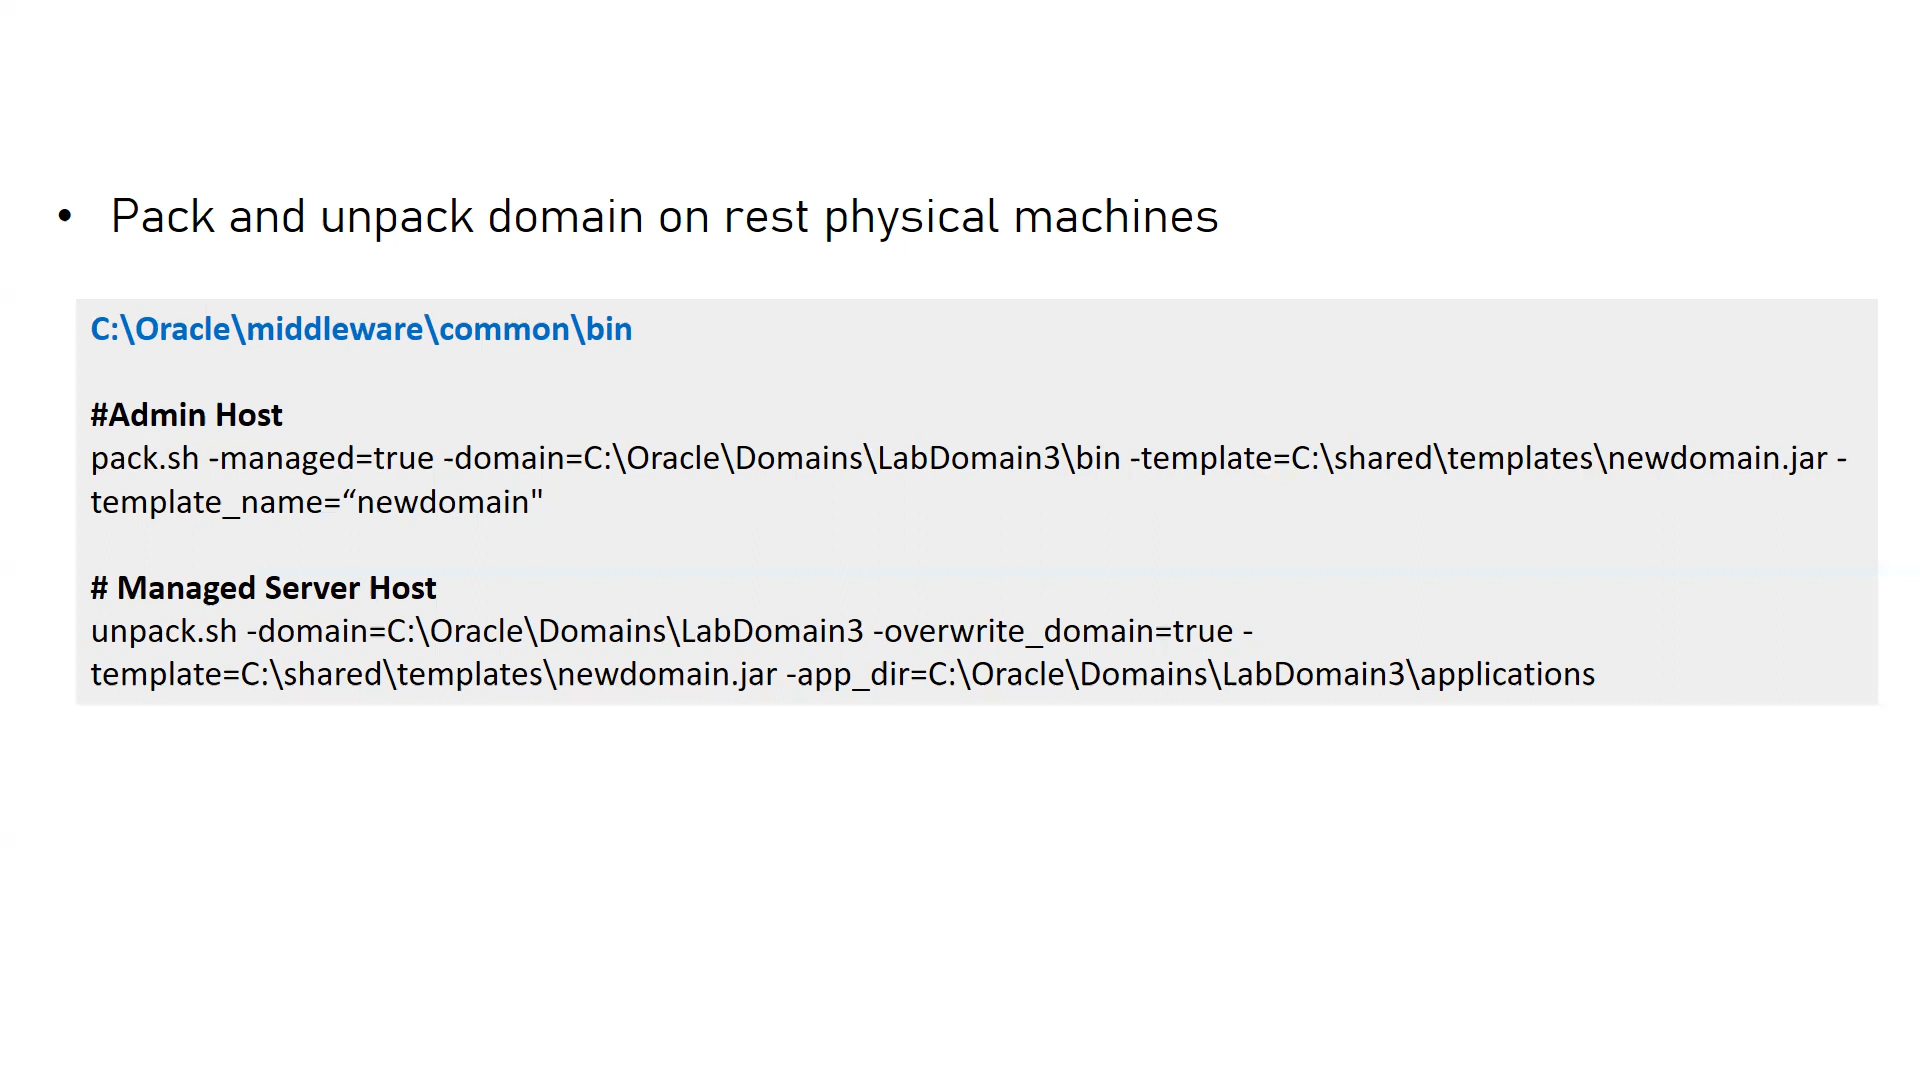 • Pack and unpack domain on rest physical machines
C:\Oracle\middleware\common\bin
#Admin Host
pack.sh -managed=true -domain=C:\Oracle\Domains\LabDomain3\bin -template=C:\shared\templates\newdomain.jar -
template_name=“newdomain"
# Managed Server Host
unpack.sh -domain=C:\Oracle\Domains\LabDomain3 -overwrite_domain=true -
template=C:\shared\templates\newdomain.jar -app_dir=C:\Oracle\Domains\LabDomain3\applications